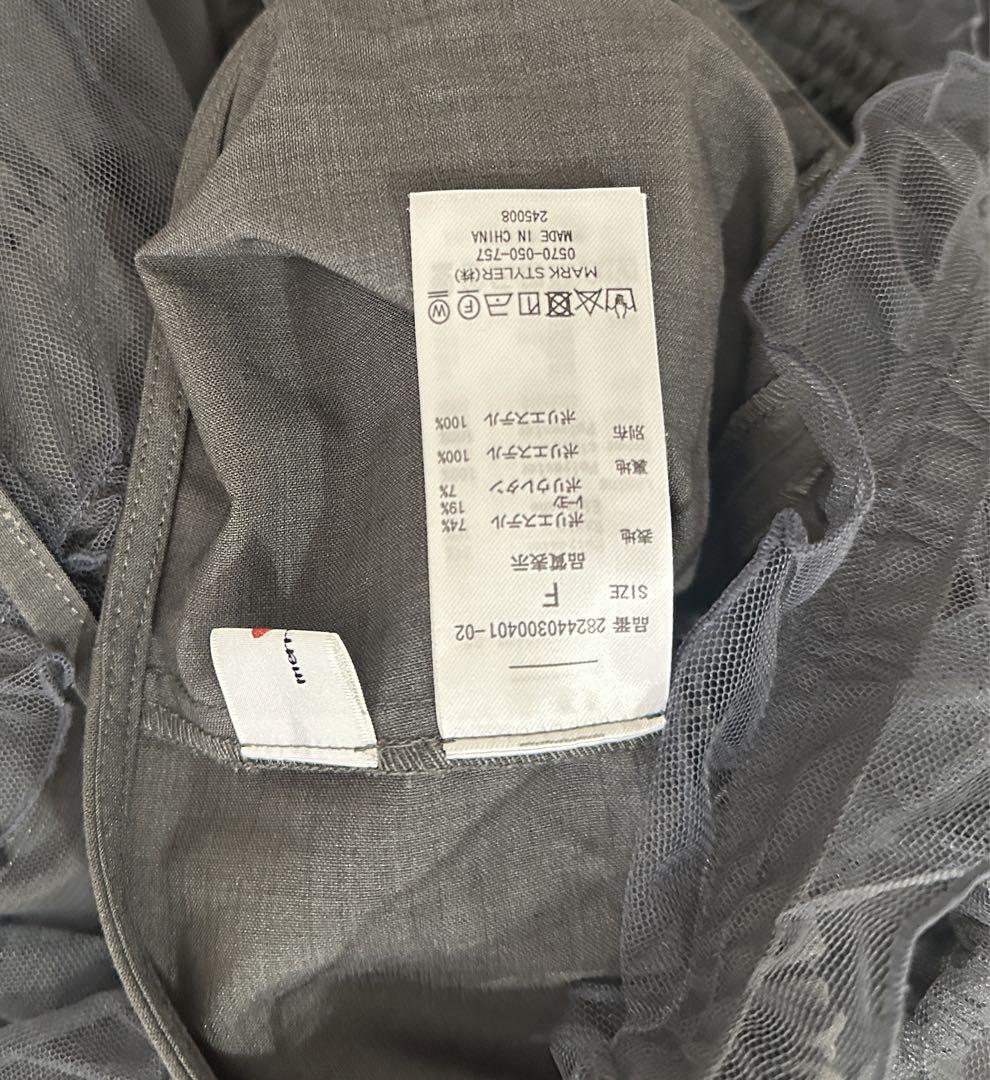 品番 282440300401-02
SIZE F
品質表示
表地
ポリエステル 74%
レーヨン 19%
ポリウレタン 7%
裏地
ポリエステル 100%
別布
ポリエステル 100%
MARK STYLER(株)
0570-050-757
MADE IN CHINA
245008